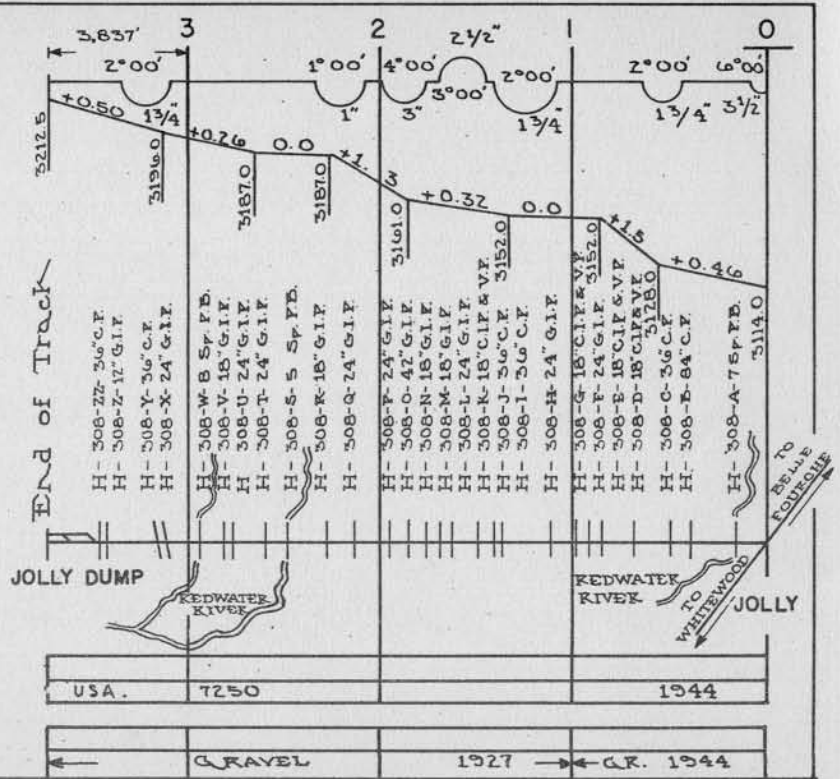 3 2 1 0
3,837'
2°00' 1°00' 4°00' 2 1/2" 2°00' 2°00' 6°00'
3°00'
1 3/4" 1" 3" 1 3/4" 1 3/4" 3 1/2"
+0.50 +0.26 0.0 +1.3 +0.32 0.0 +1.5 +0.46
3212.5
3196.0
3187.0
3187.0
3161.0
3152.0
3152.0
3128.0
3114.0
End of Track
H-308-ZZ-36" C.P.
H-308-Z-12" G.I.P.
H-308-Y-36" C.P.
H-308-X-24" G.I.P.
H-308-W-8 Sp. P.B.
H-308-V-18" G.I.P.
H-308-U-24" G.I.P.
H-308-T-24" G.I.P.
H-308-S-5 Sp. P.B.
H-308-R-18" G.I.P.
H-308-Q-24" G.I.P.
H-308-P-24" G.I.P.
H-308-O-42" G.I.P.
H-308-N-18" G.I.P.
H-308-M-18" G.I.P.
H-308-L-24" G.I.P.
H-308-K-18" C.I.P. & V.P.
H-308-J-36" C.P.
H-308-I-36" C.P.
H-308-H-24" G.I.P.
H-308-G-18" C.I.P. & V.P.
H-308-F-24" G.I.P.
H-308-E-18" C.I.P. & V.P.
H-308-D-18" C.I.P. & V.P.
H-308-C-36" C.P.
H-308-B-84" C.P.
H-308-A-7 Sp. P.B.
TO
BELLE
FOURCHE
JOLLY DUMP
REDWATER
RIVER
REDWATER
RIVER
TO
WHITEWOOD
JOLLY
USA. 7250 1944
GRAVEL 1927 GR. 1944